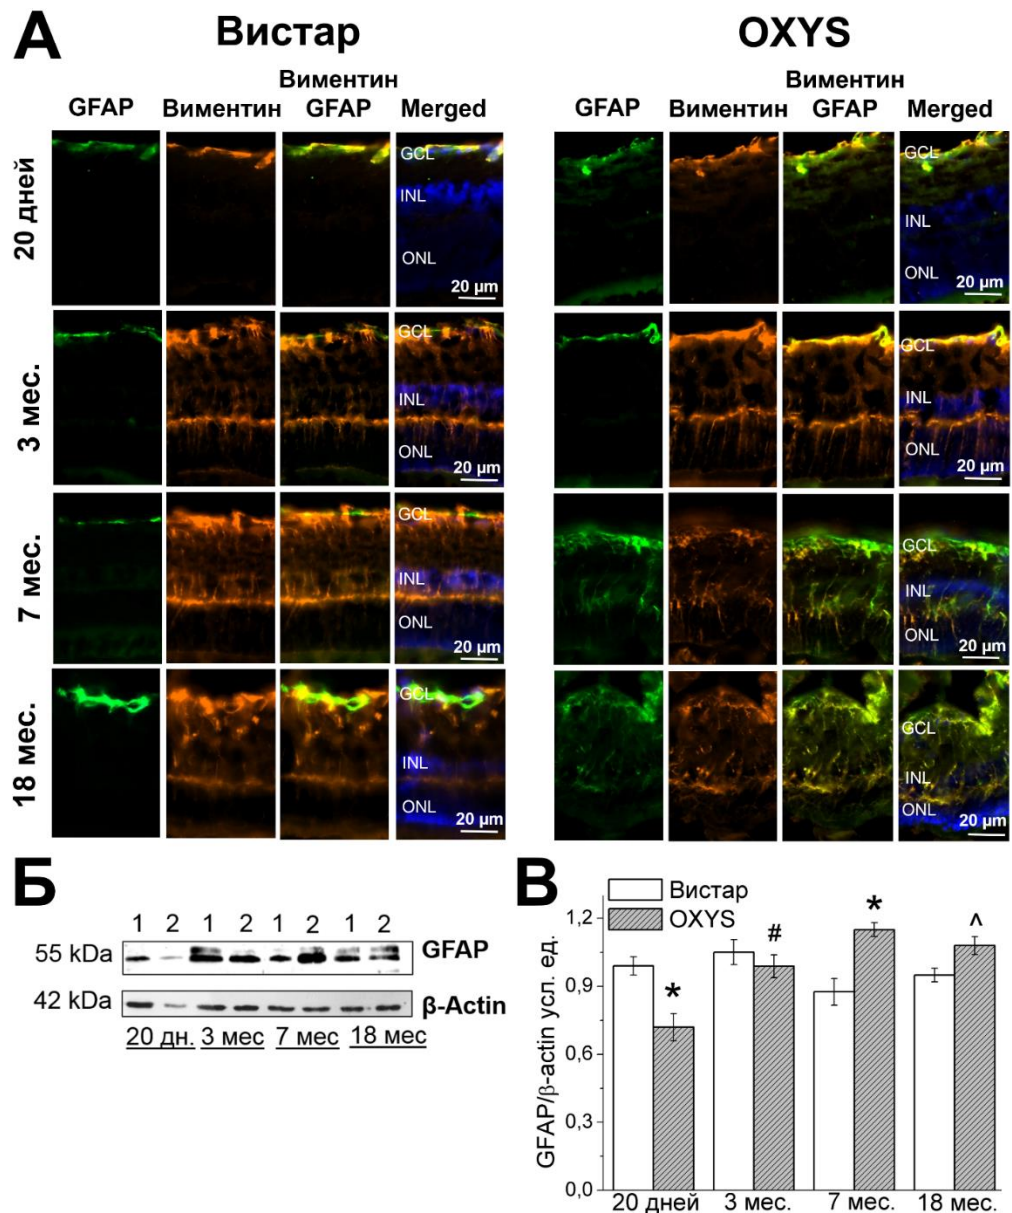 А
Вистар
OXYS
Виментин
Виментин
GFAP Виментин GFAP Merged
GFAP Виментин GFAP Merged
20 дней
GCL
INL
ONL
20 µm
GCL
INL
ONL
20 µm
3 мес.
GCL
INL
ONL
20 µm
GCL
INL
ONL
20 µm
7 мес.
GCL
INL
ONL
20 µm
GCL
INL
ONL
20 µm
18 мес.
GCL
INL
ONL
20 µm
GCL
INL
ONL
20 µm
Б
1 2 1 2 1 2 1 2
55 kDa GFAP
42 kDa β-Actin
20 дн. 3 мес 7 мес 18 мес
В
Вистар
OXYS
GFAP/β-actin усл. ед.
1,2
0,9
0,6
0,3
0,0
*
#
*
^
20 дней 3 мес. 7 мес. 18 мес.